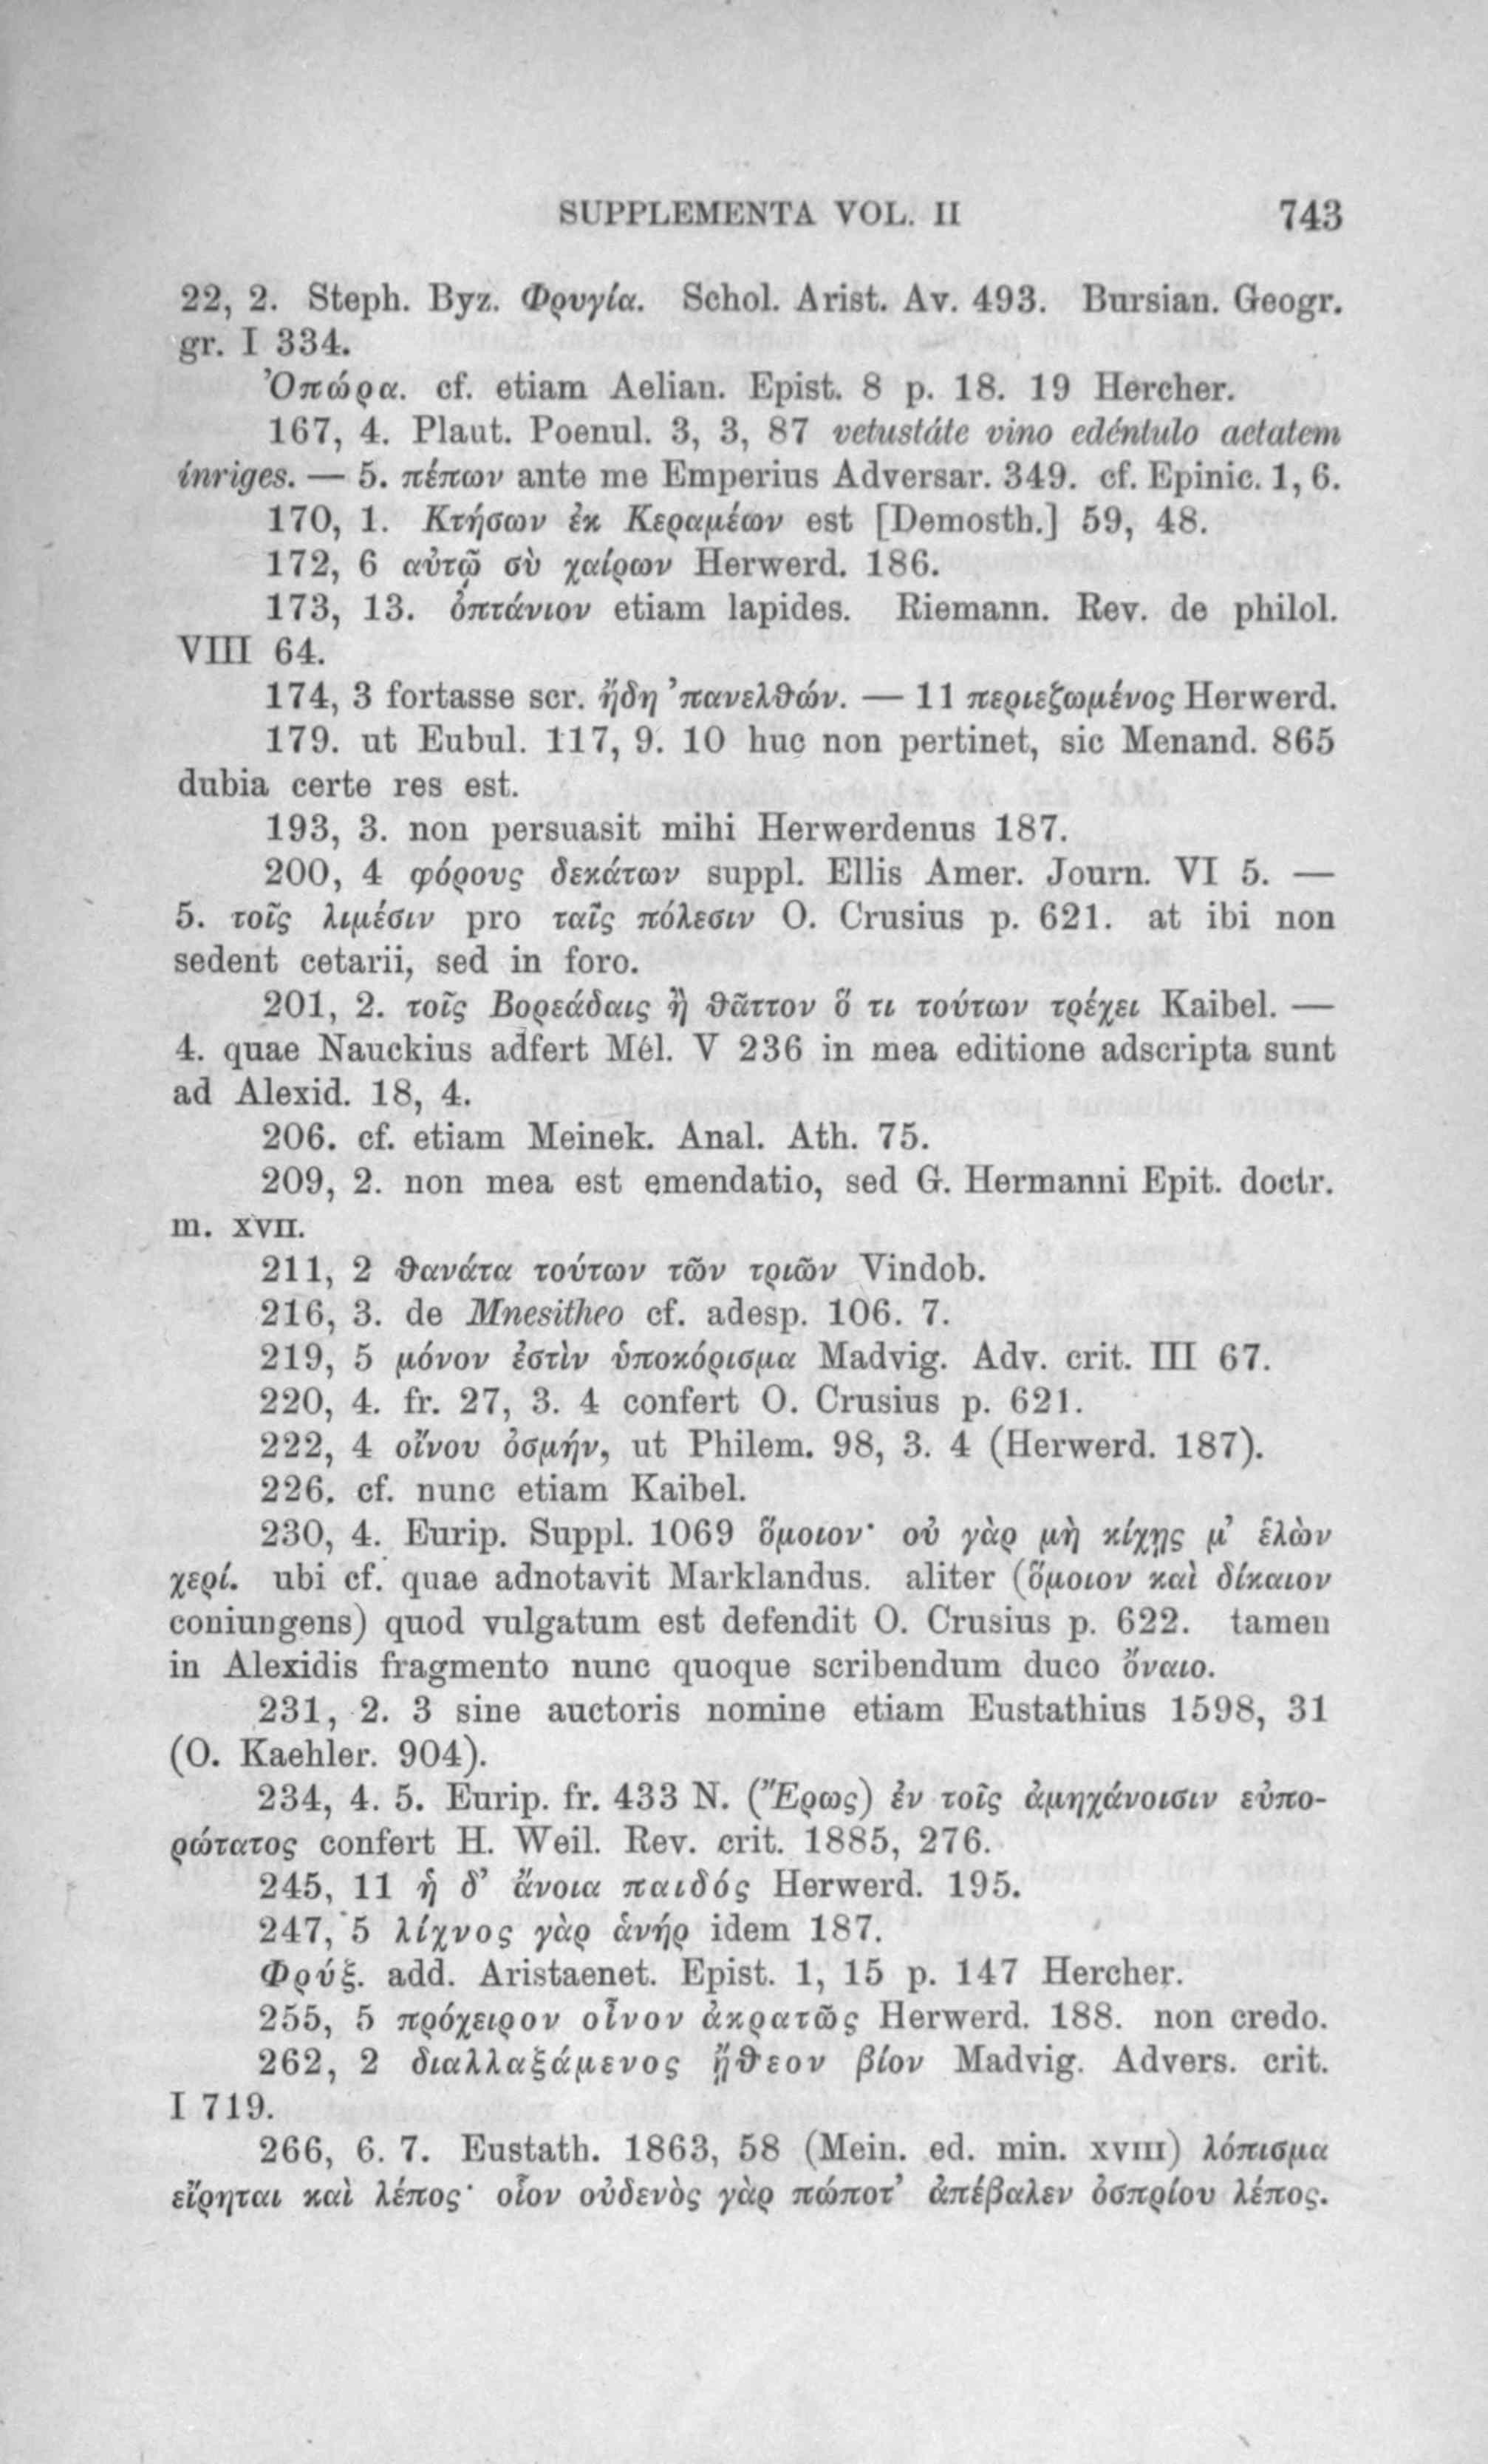 SUPPLEMENTA VOL. II 743
22, 2. Steph. Byz. Φρυγία. Schol. Arist. Av. 493. Bursian. Geogr.
gr. I 334.
Ὀπώρα. cf. etiam Aelian. Epist. 8 p. 18. 19 Hercher.
167, 4. Plaut. Poenul. 3, 3, 87 vetustáte vino edéntulo aetatem
ínriges. — 5. πέπων ante me Emperius Adversar. 349. cf. Epinic. 1, 6.
170, 1. Κτήσων ἐκ Κεραμέων est [Demosth.] 59, 48.
172, 6 αὐτῷ σὺ χαίρων Herwerd. 186.
173, 13. ὀπτάνιον etiam lapides. Riemann. Rev. de philol.
VIII 64.
174, 3 fortasse scr. ἤδη ’πανελθών. — 11 περιεζωμένος Herwerd.
179. ut Eubul. 117, 9. 10 huc non pertinet, sic Menand. 865
dubia certe res est.
193, 3. non persuasit mihi Herwerdenus 187.
200, 4 φόρους δεκάτων suppl. Ellis Amer. Journ. VI 5. —
5. τοῖς λιμέσιν pro ταῖς πόλεσιν O. Crusius p. 621. at ibi non
sedent cetarii, sed in foro.
201, 2. τοῖς Βορεάδαις ἢ θᾶττον ὅ τι τούτων τρέχει Kaibel. —
4. quae Nauckius adfert Mél. V 236 in mea editione adscripta sunt
ad Alexid. 18, 4.
206. cf. etiam Meinek. Anal. Ath. 75.
209, 2. non mea est emendatio, sed G. Hermanni Epit. doctr.
m. XVII.
211, 2 θανάτα τούτων τῶν τριῶν Vindob.
216, 3. de Mnesitheo cf. adesp. 106. 7.
219, 5 μόνον ἐστὶν ὑποκόρισμα Madvig. Adv. crit. III 67.
220, 4. fr. 27, 3. 4 confert O. Crusius p. 621.
222, 4 οἴνου ὀσμήν, ut Philem. 98, 3. 4 (Herwerd. 187).
226. cf. nunc etiam Kaibel.
230, 4. Eurip. Suppl. 1069 ὅμοιον· οὐ γὰρ μὴ κίχῃς μ’ ἑλὼν
χερί. ubi cf. quae adnotavit Marklandus. aliter (ὅμοιον καὶ δίκαιον
coniungens) quod vulgatum est defendit O. Crusius p. 622. tamen
in Alexidis fragmento nunc quoque scribendum duco ὄναιο.
231, 2. 3 sine auctoris nomine etiam Eustathius 1598, 31
(O. Kaehler. 904).
234, 4. 5. Eurip. fr. 433 N. (Ἔρως) ἐν τοῖς ἀμηχάνοισιν εὐπο-
ρώτατος confert H. Weil. Rev. crit. 1885, 276.
245, 11 ἡ δ’ ἄνοια παιδός Herwerd. 195.
247, 5 λίχνος γὰρ ἁνήρ idem 187.
Φρύξ. add. Aristaenet. Epist. 1, 15 p. 147 Hercher.
255, 5 πρόχειρον οἶνον ἀκρατῶς Herwerd. 188. non credo.
262, 2 διαλλαξάμενος ᾔθεον βίον Madvig. Advers. crit.
I 719.
266, 6. 7. Eustath. 1863, 58 (Mein. ed. min. XVIII) λόπισμα
εἴρηται καὶ λέπος· οἷον οὐδενὸς γὰρ πώποτ’ ἀπέβαλεν ὀσπρίου λέπος.